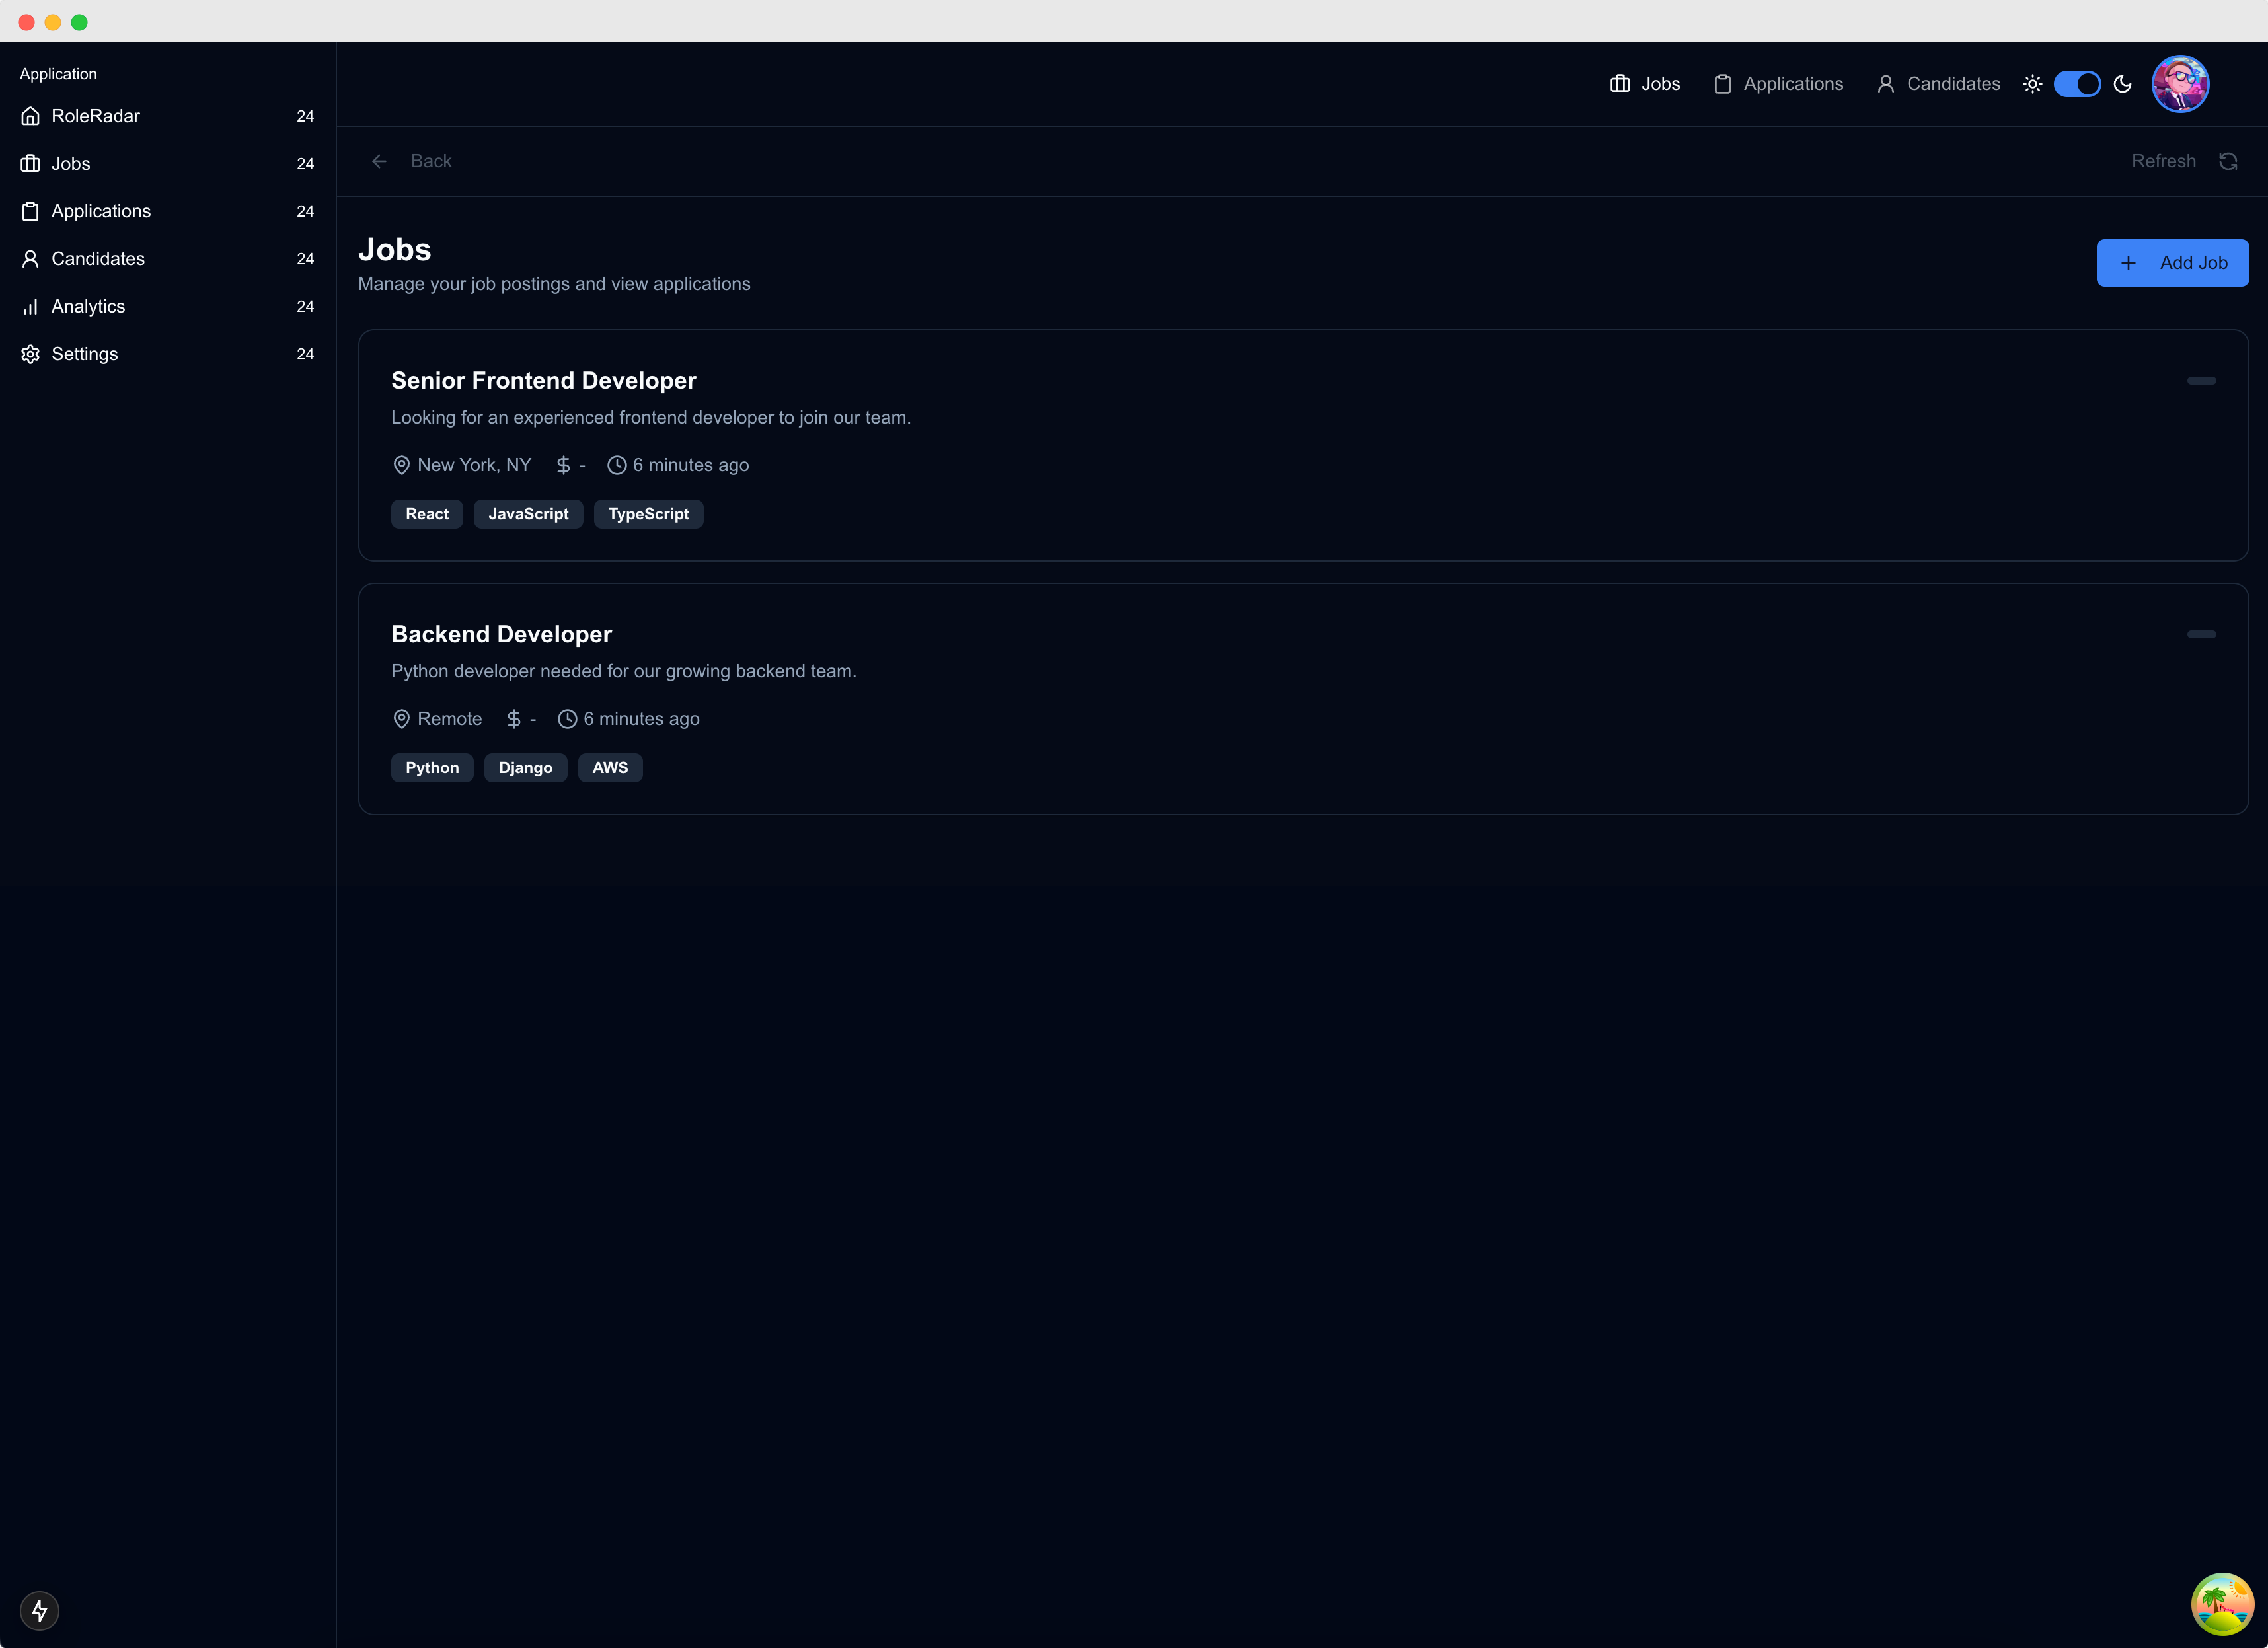 Application
RoleRadar 24
Jobs 24
Applications 24
Candidates 24
Analytics 24
Settings 24
Jobs Applications Candidates
Back Refresh
Jobs
Manage your job postings and view applications
Add Job
Senior Frontend Developer
Looking for an experienced frontend developer to join our team.
New York, NY $ - 6 minutes ago
React JavaScript TypeScript
Backend Developer
Python developer needed for our growing backend team.
Remote $ - 6 minutes ago
Python Django AWS